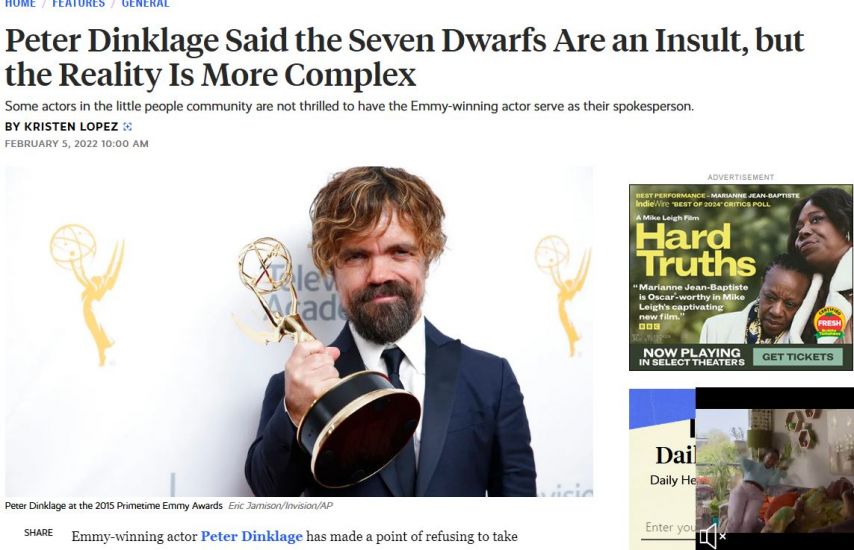 HOME / FEATURES / GENERAL
Peter Dinklage Said the Seven Dwarfs Are an Insult, but
the Reality Is More Complex
Some actors in the little people community are not thrilled to have the Emmy-winning actor serve as their spokesperson.
BY KRISTEN LOPEZ
FEBRUARY 5, 2022 10:00 AM
Telev
Acade
Peter Dinklage at the 2015 Primetime Emmy Awards Eric Jamison/Invision/AP
SHARE
Emmy-winning actor Peter Dinklage has made a point of refusing to take
ADVERTISEMENT
BEST PERFORMANCE – MARIANNE JEAN-BAPTISTE
IndieWire "BEST OF 2024" CRITICS POLL
A Mike Leigh Film
Hard
Truths
"Marianne Jean-Baptiste
is Oscar-worthy in Mike
Leigh's captivating
new film."
BBC
CERTIFIED
FRESH
NOW PLAYING
IN SELECT THEATERS
GET TICKETS
Dai
Daily He
Enter you